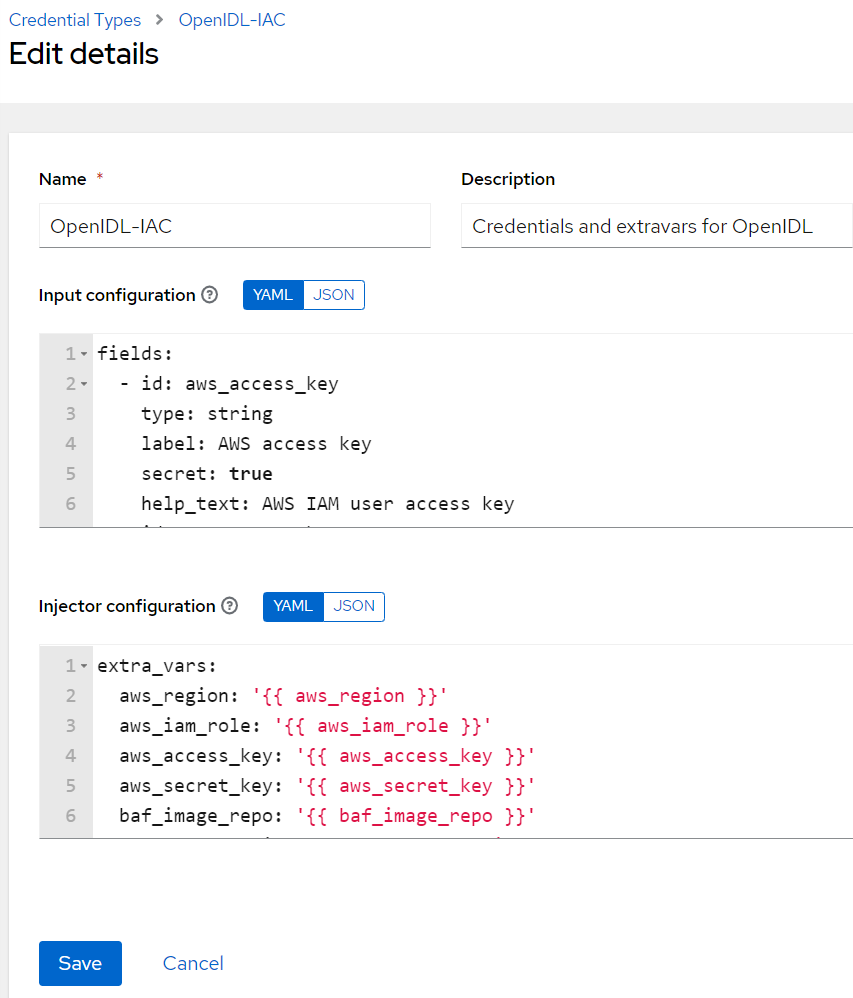 Credential Types > OpenIDL-IAC
Edit details
Name *
Description
OpenIDL-IAC
Credentials and extravars for OpenIDL
Input configuration ? YAML JSON
1 fields:
2   - id: aws_access_key
3     type: string
4     label: AWS access key
5     secret: true
6     help_text: AWS IAM user access key
Injector configuration ? YAML JSON
1 extra_vars:
2   aws_region: '{{ aws_region }}'
3   aws_iam_role: '{{ aws_iam_role }}'
4   aws_access_key: '{{ aws_access_key }}'
5   aws_secret_key: '{{ aws_secret_key }}'
6   baf_image_repo: '{{ baf_image_repo }}'
Save Cancel